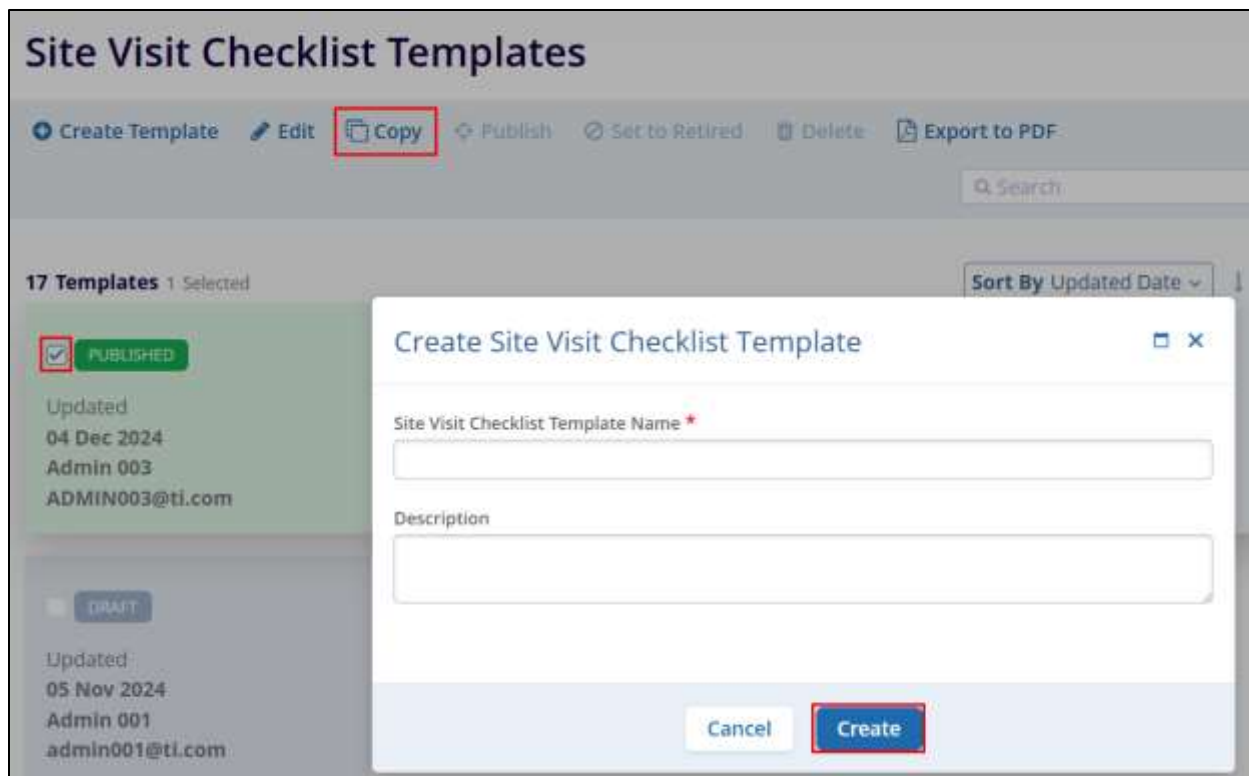 Site Visit Checklist Templates
Create Template Edit Copy Publish Set to Retired Delete Export to PDF
Search
17 Templates 1 Selected
Sort By Updated Date
PUBLISHED
Updated
04 Dec 2024
Admin 003
ADMIN003@ti.com
DRAFT
Updated
05 Nov 2024
Admin 001
admin001@ti.com
Create Site Visit Checklist Template
Site Visit Checklist Template Name *
Description
Cancel Create